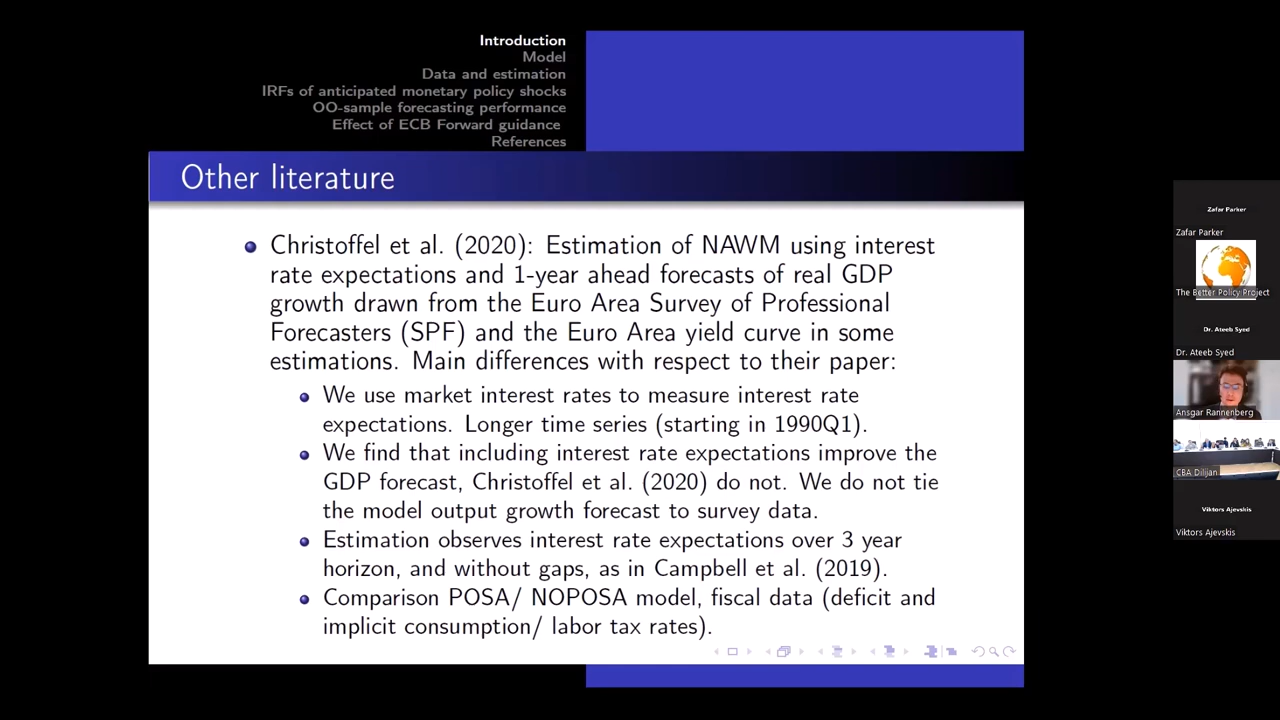 Introduction
Model
Data and estimation
IRFs of anticipated monetary policy shocks
OO-sample forecasting performance
Effect of ECB Forward guidance
References
Other literature
Christoffel et al. (2020): Estimation of NAWM using interest
rate expectations and 1-year ahead forecasts of real GDP
growth drawn from the Euro Area Survey of Professional
Forecasters (SPF) and the Euro Area yield curve in some
estimations. Main differences with respect to their paper:
We use market interest rates to measure interest rate
expectations. Longer time series (starting in 1990Q1).
We find that including interest rate expectations improve the
GDP forecast, Christoffel et al. (2020) do not. We do not tie
the model output growth forecast to survey data.
Estimation observes interest rate expectations over 3 year
horizon, and without gaps, as in Campbell et al. (2019).
Comparison POSA/ NOPOSA model, fiscal data (deficit and
implicit consumption/ labor tax rates).
Zafar Parker
Zafar Parker
The Better Policy Project
Dr. Ateeb Syed
Dr. Ateeb Syed
Ansgar Rannenberg
CBA Dilijan
Viktors Ajevskis
Viktors Ajevskis